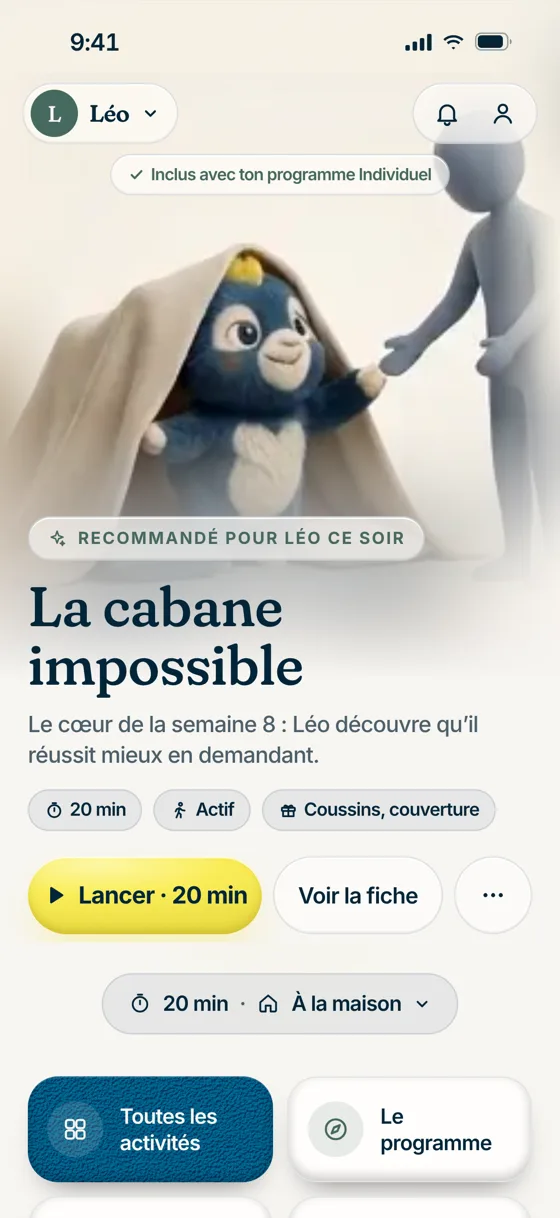 9:41
L Léo
Inclus avec ton programme Individuel
RECOMMANDÉ POUR LÉO CE SOIR
La cabane
impossible
Le cœur de la semaine 8 : Léo découvre qu’il
réussit mieux en demandant.
20 min Actif Coussins, couverture
Lancer · 20 min Voir la fiche
20 min · À la maison
Toutes les
activités
Le
programme